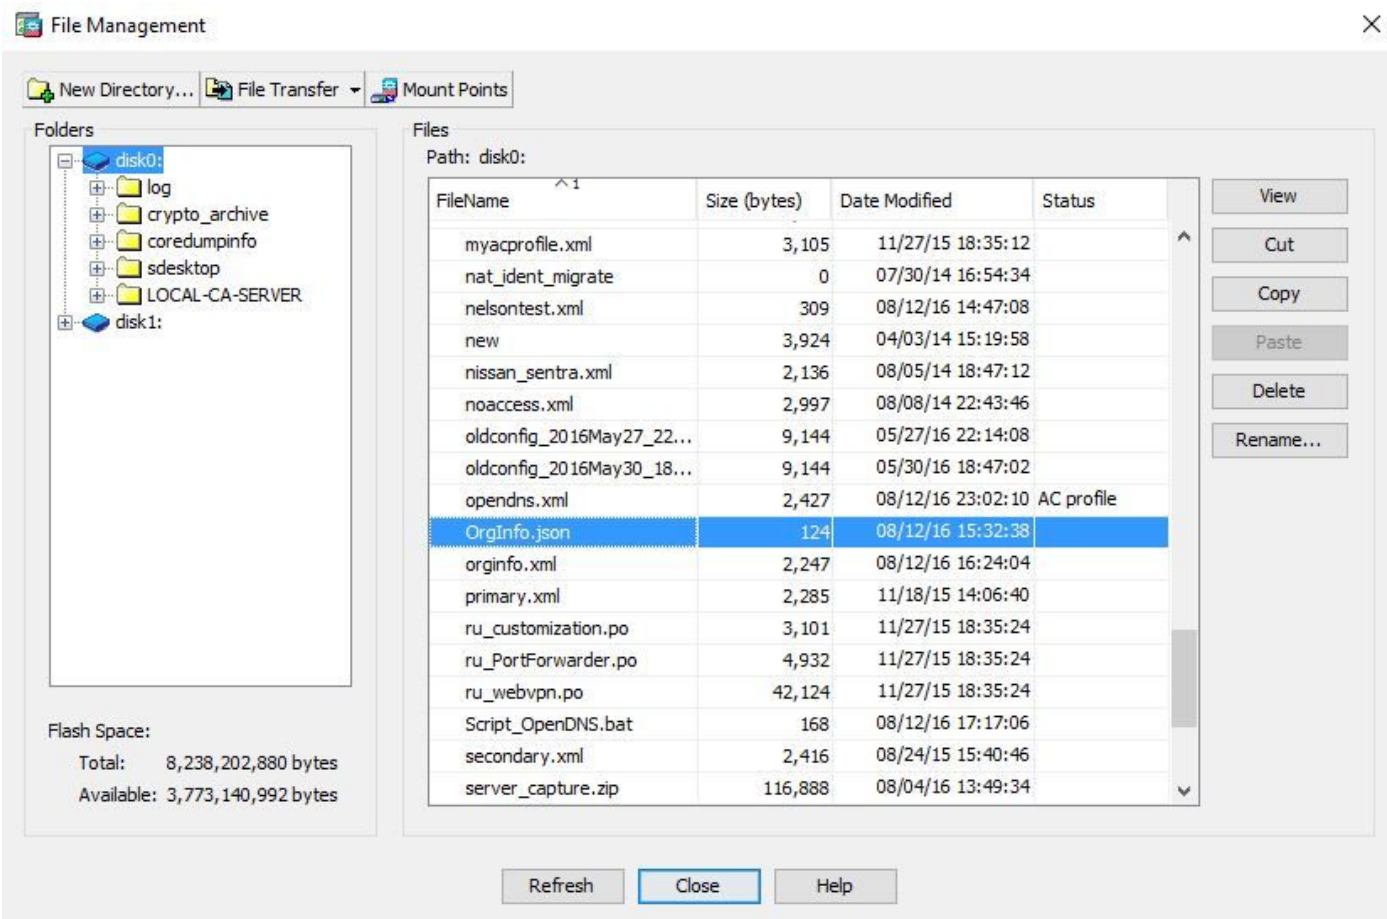 File Management
New Directory... File Transfer Mount Points
Folders
disk0:
log
crypto_archive
coredumpinfo
sdesktop
LOCAL-CA-SERVER
disk1:
Flash Space:
Total: 8,238,202,880 bytes
Available: 3,773,140,992 bytes
Files
Path: disk0:
FileName 1 Size (bytes) Date Modified Status
myacprofile.xml 3,105 11/27/15 18:35:12
nat_ident_migrate 0 07/30/14 16:54:34
nelsontest.xml 309 08/12/16 14:47:08
new 3,924 04/03/14 15:19:58
nissan_sentra.xml 2,136 08/05/14 18:47:12
noaccess.xml 2,997 08/08/14 22:43:46
oldconfig_2016May27_22... 9,144 05/27/16 22:14:08
oldconfig_2016May30_18... 9,144 05/30/16 18:47:02
opendns.xml 2,427 08/12/16 23:02:10 AC profile
OrgInfo.json 124 08/12/16 15:32:38
orginfo.xml 2,247 08/12/16 16:24:04
primary.xml 2,285 11/18/15 14:06:40
ru_customization.po 3,101 11/27/15 18:35:24
ru_PortForwarder.po 4,932 11/27/15 18:35:24
ru_webvpn.po 42,124 11/27/15 18:35:24
Script_OpenDNS.bat 168 08/12/16 17:17:06
secondary.xml 2,416 08/24/15 15:40:46
server_capture.zip 116,888 08/04/16 13:49:34
View
Cut
Copy
Paste
Delete
Rename...
Refresh Close Help